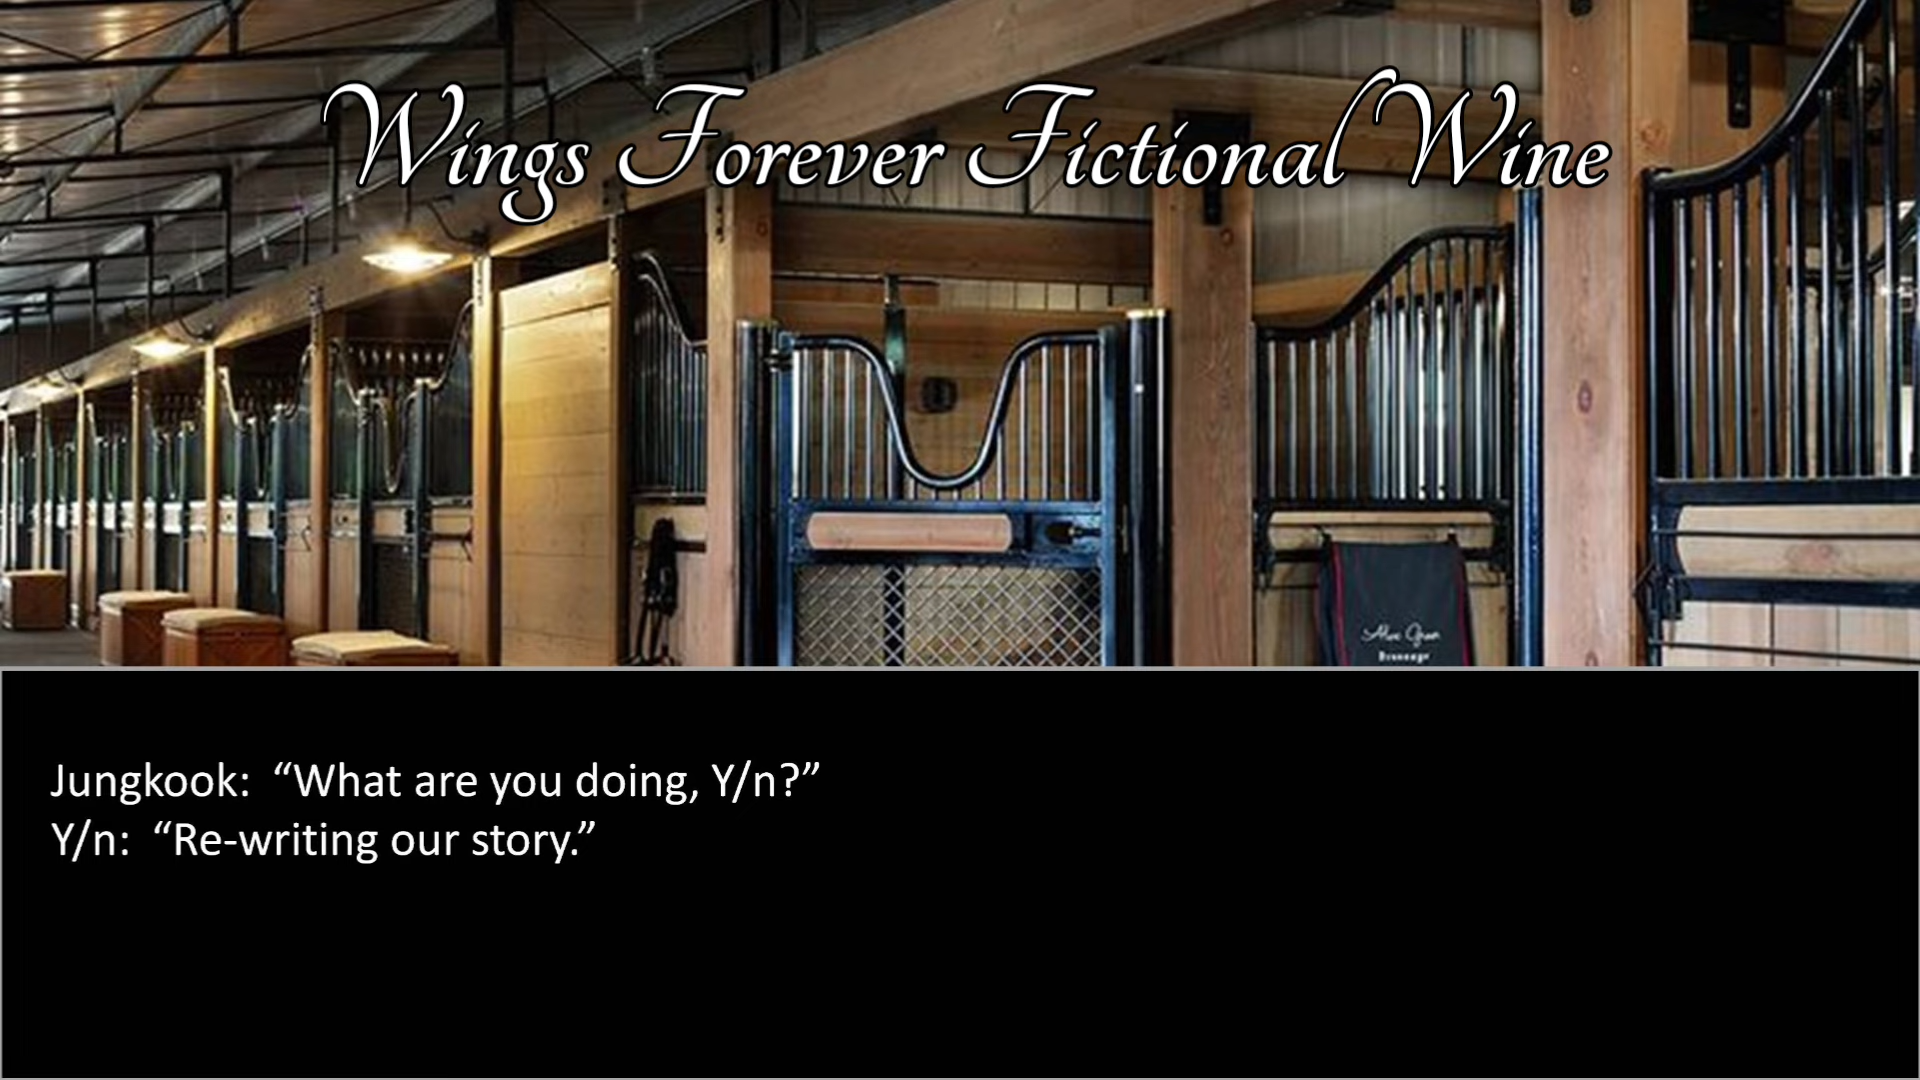 Wings Forever Fictional Wine
Jungkook:  “What are you doing, Y/n?”
Y/n:  “Re-writing our story.”